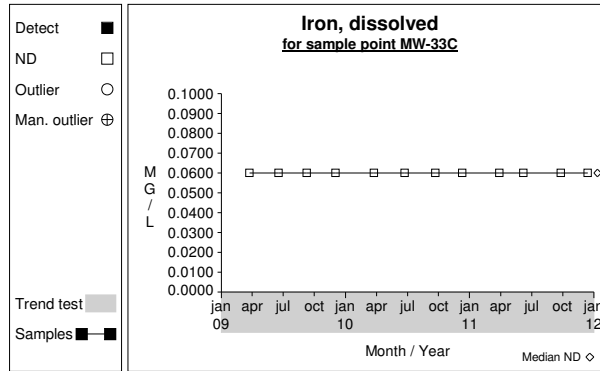 Detect
ND
Outlier
Man. outlier
Trend test
Samples
Iron, dissolved
for sample point MW-33C
0.1000
0.0900
0.0800
0.0700
0.0600
0.0500
0.0400
0.0300
0.0200
0.0100
0.0000
M
G
/
L
jan apr jul oct jan apr jul oct jan apr jul oct jan
09 10 11 12
Month / Year
Median ND